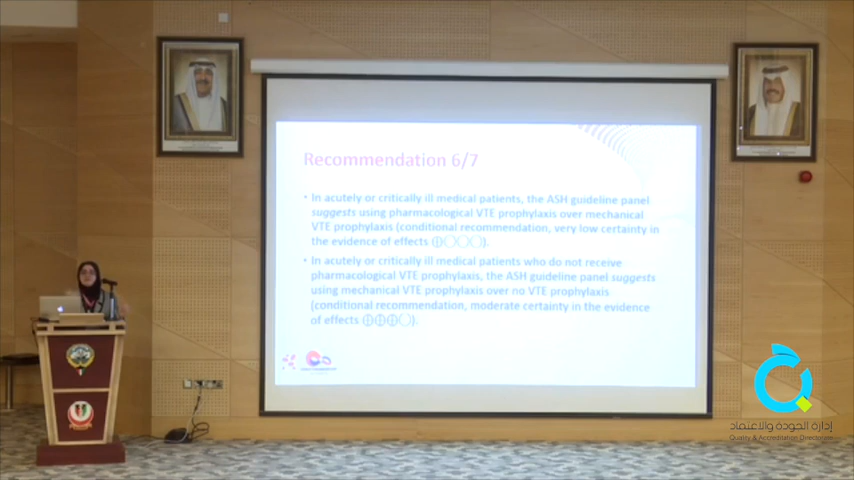 Recommendation 6/7
• In acutely or critically ill medical patients, the ASH guideline panel
suggests using pharmacological VTE prophylaxis over mechanical
VTE prophylaxis (conditional recommendation, very low certainty in
the evidence of effects (⨁◯◯◯).
• In acutely or critically ill medical patients who do not receive
pharmacological VTE prophylaxis, the ASH guideline panel suggests
using mechanical VTE prophylaxis over no VTE prophylaxis
(conditional recommendation, moderate certainty in the evidence
of effects (⨁⨁⨁◯).
إدارة الجودة والاعتماد
Quality & Accreditation Directorate